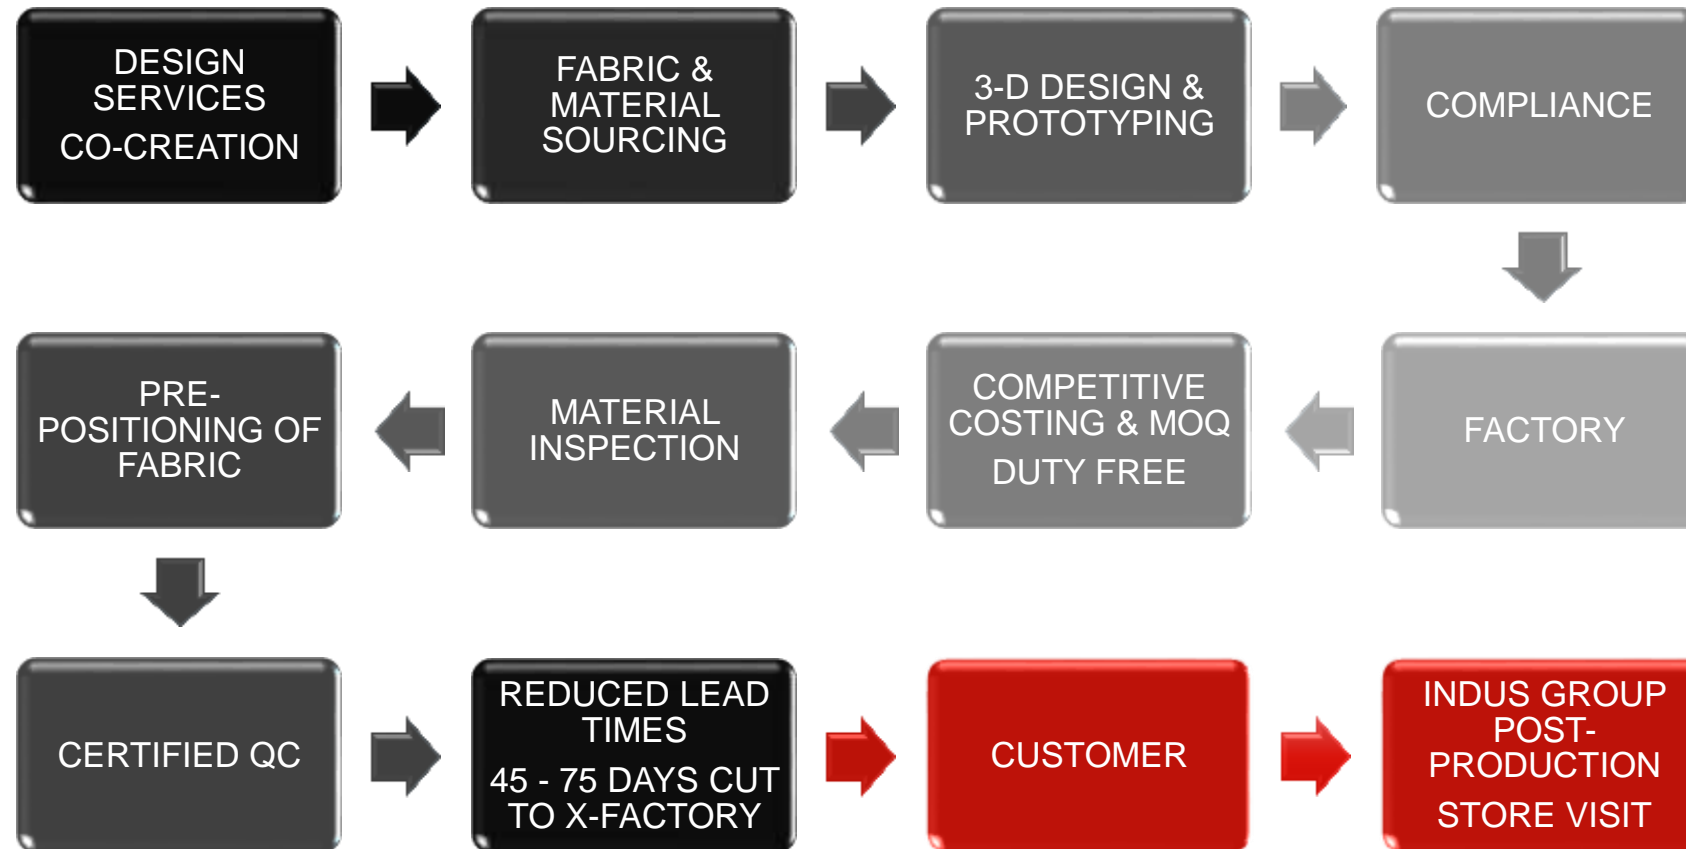 DESIGN
SERVICES
CO-CREATION
FABRIC &
MATERIAL
SOURCING
3-D DESIGN &
PROTOTYPING
COMPLIANCE
FACTORY
COMPETITIVE
COSTING & MOQ
DUTY FREE
MATERIAL
INSPECTION
PRE-
POSITIONING OF
FABRIC
CERTIFIED QC
REDUCED LEAD
TIMES
45 - 75 DAYS CUT
TO X-FACTORY
CUSTOMER
INDUS GROUP
POST-
PRODUCTION
STORE VISIT